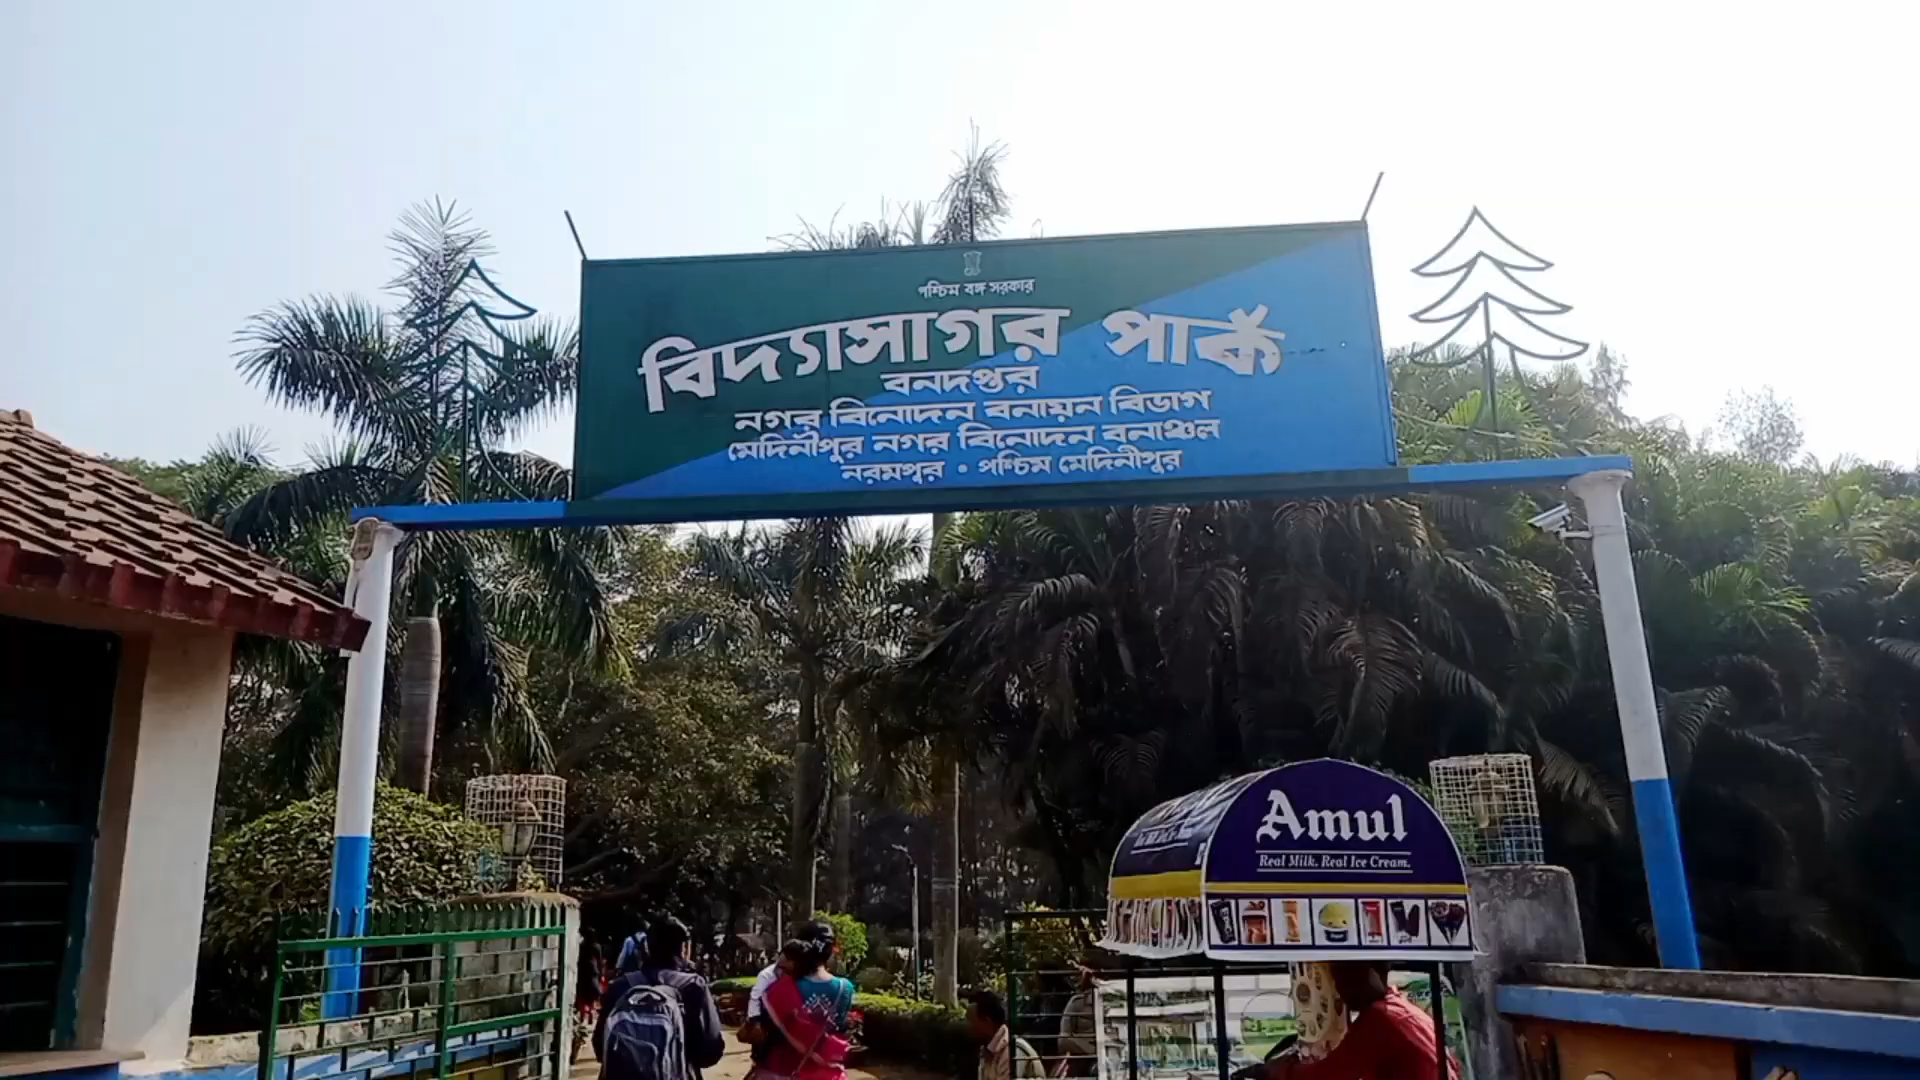 পশ্চিম বঙ্গ সরকার
বিদ্যাসাগর পার্ক
বনদপ্তর
নগর বিনোদন বনায়ন বিভাগ
মেদিনীপুর নগর বিনোদন বনাঞ্চল
নরমপুর • পশ্চিম মেদিনীপুর
Amul
Real Milk. Real Ice Cream.